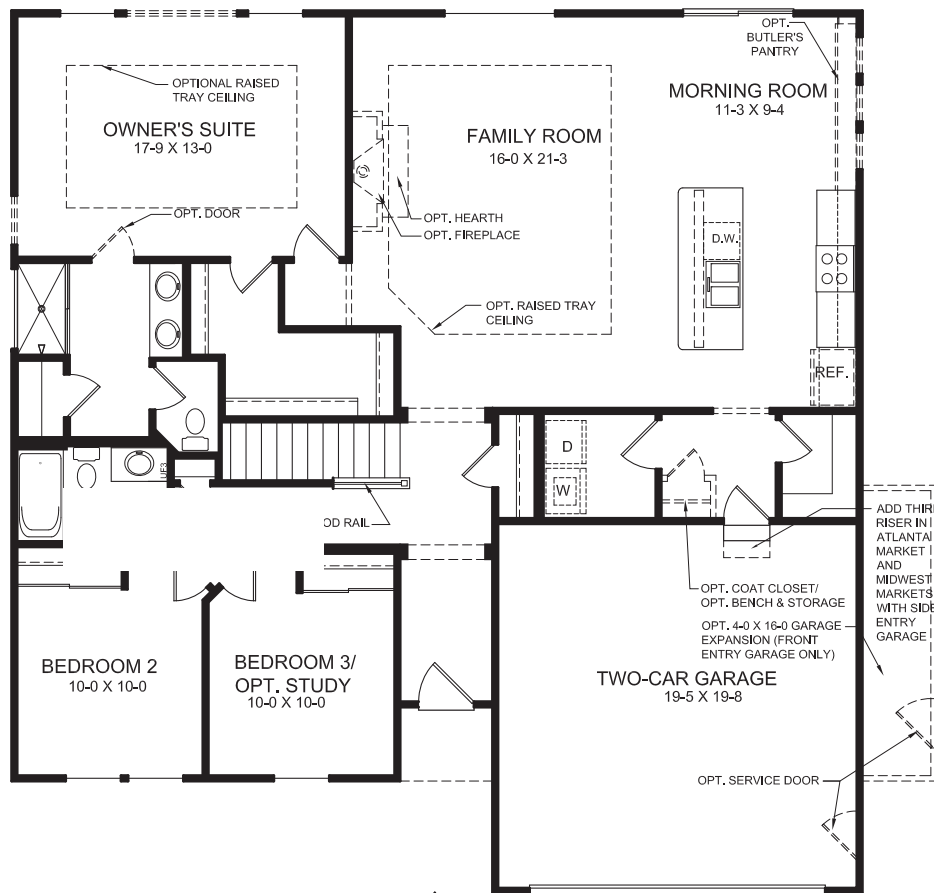 OPTIONAL RAISED
TRAY CEILING
OWNER'S SUITE
17-9 X 13-0
OPT. DOOR
OPT.
BUTLER'S
PANTRY
MORNING ROOM
11-3 X 9-4
FAMILY ROOM
16-0 X 21-3
OPT. HEARTH
OPT. FIREPLACE
D.W.
OPT. RAISED TRAY
CEILING
REF.
D
W
OD RAIL
ADD THIR
RISER IN
ATLANTA
MARKET
AND
MIDWEST
MARKETS
WITH SIDE
ENTRY
GARAGE
OPT. COAT CLOSET/
OPT. BENCH & STORAGE
OPT. 4-0 X 16-0 GARAGE
EXPANSION (FRONT
ENTRY GARAGE ONLY)
BEDROOM 2
10-0 X 10-0
BEDROOM 3/
OPT. STUDY
10-0 X 10-0
TWO-CAR GARAGE
19-5 X 19-8
OPT. SERVICE DOOR